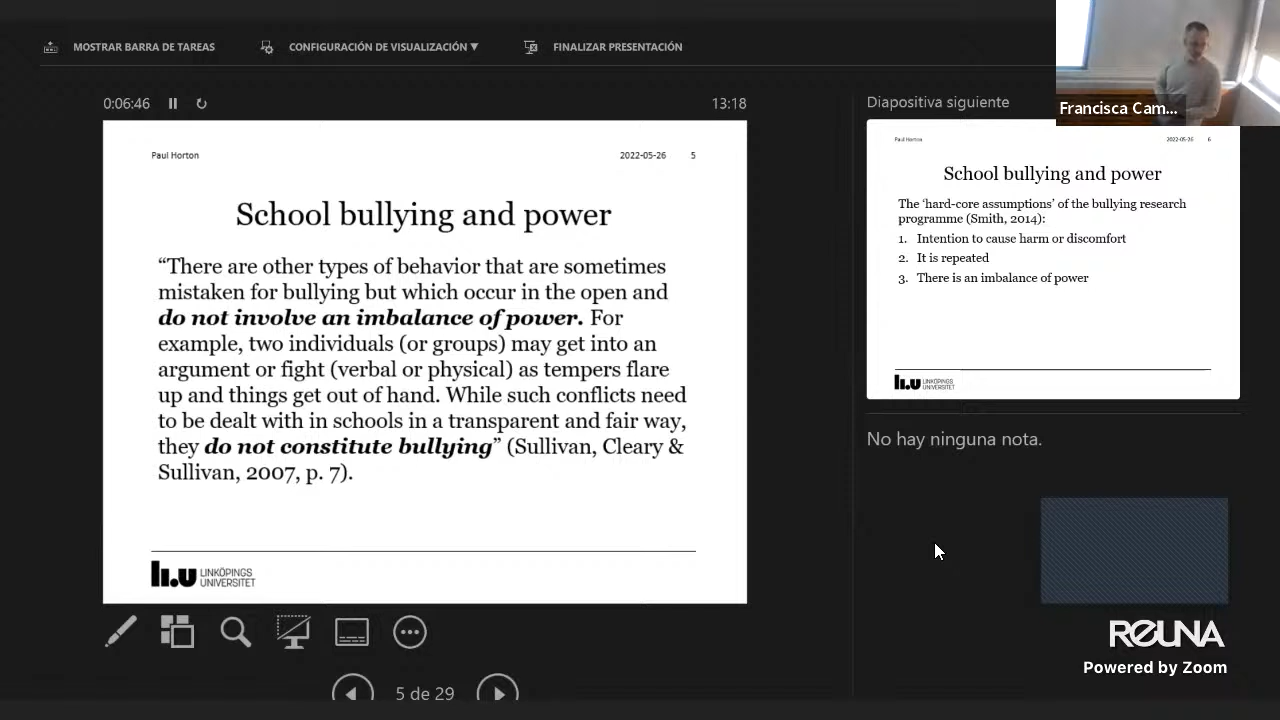 MOSTRAR BARRA DE TAREAS
CONFIGURACIÓN DE VISUALIZACIÓN ▼
FINALIZAR PRESENTACIÓN
Francisca Cam...
0:06:46
13:18
Paul Horton
2022-05-26 5
School bullying and power
“There are other types of behavior that are sometimes
mistaken for bullying but which occur in the open and
do not involve an imbalance of power. For
example, two individuals (or groups) may get into an
argument or fight (verbal or physical) as tempers flare
up and things get out of hand. While such conflicts need
to be dealt with in schools in a transparent and fair way,
they do not constitute bullying” (Sullivan, Cleary &
Sullivan, 2007, p. 7).
li.u LINKÖPINGS
UNIVERSITET
5 de 29
Diapositiva siguiente
Paul Horton
2022-05-26 6
School bullying and power
The ‘hard-core assumptions’ of the bullying research
programme (Smith, 2014):
1. Intention to cause harm or discomfort
2. It is repeated
3. There is an imbalance of power
li.u LINKÖPINGS
UNIVERSITET
No hay ninguna nota.
REUNA
Powered by Zoom